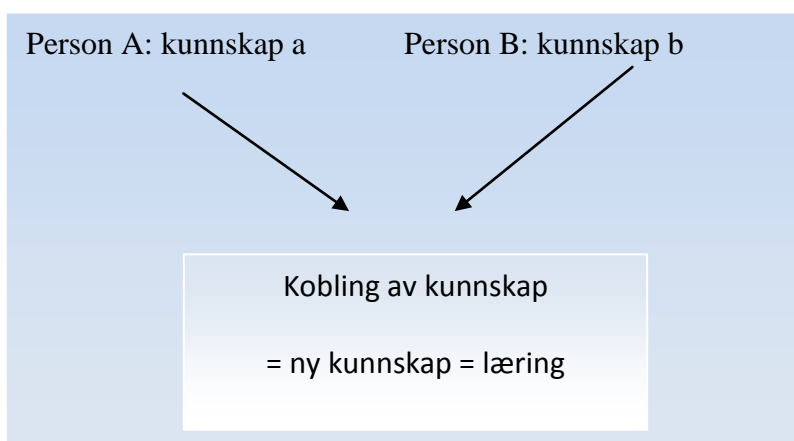 Person A: kunnskap a
Person B: kunnskap b
Kobling av kunnskap
= ny kunnskap = læring